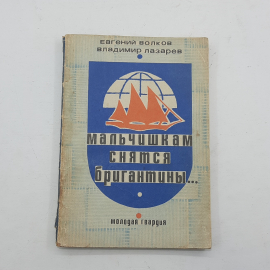 Евгений Волков
Владимир Лазарев
мальчишкам
снятся
бригантины...
молодая гвардия